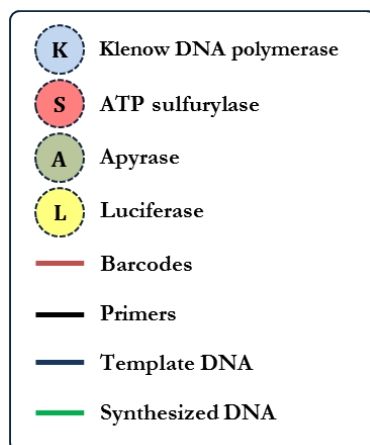 K Klenow DNA polymerase
S ATP sulfurylase
A Apyrase
L Luciferase
Barcodes
Primers
Template DNA
Synthesized DNA